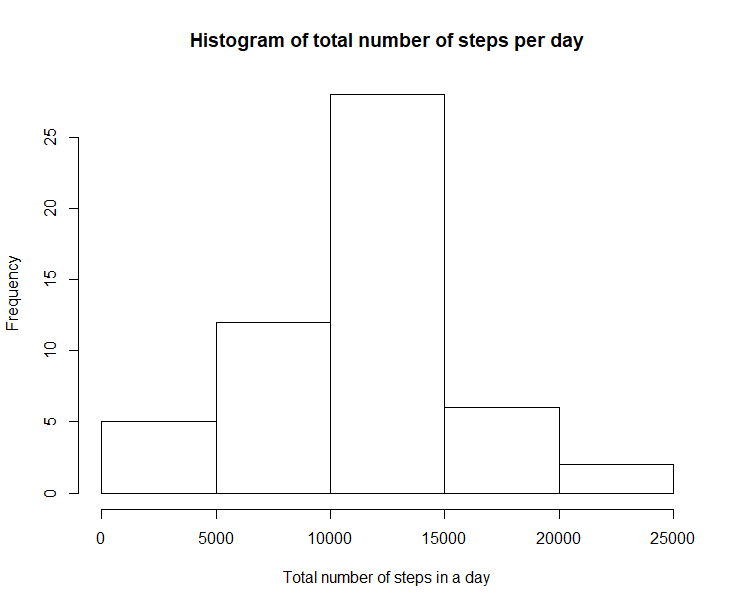 Histogram of total number of steps per day
Frequency
25
20
15
10
5
0
0 5000 10000 15000 20000 25000
Total number of steps in a day